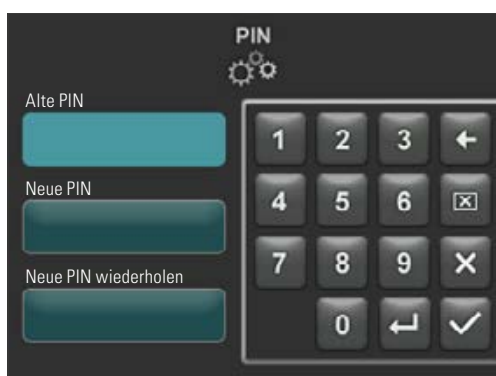 PIN
Alte PIN
Neue PIN
Neue PIN wiederholen
1 2 3
4 5 6
7 8 9
0